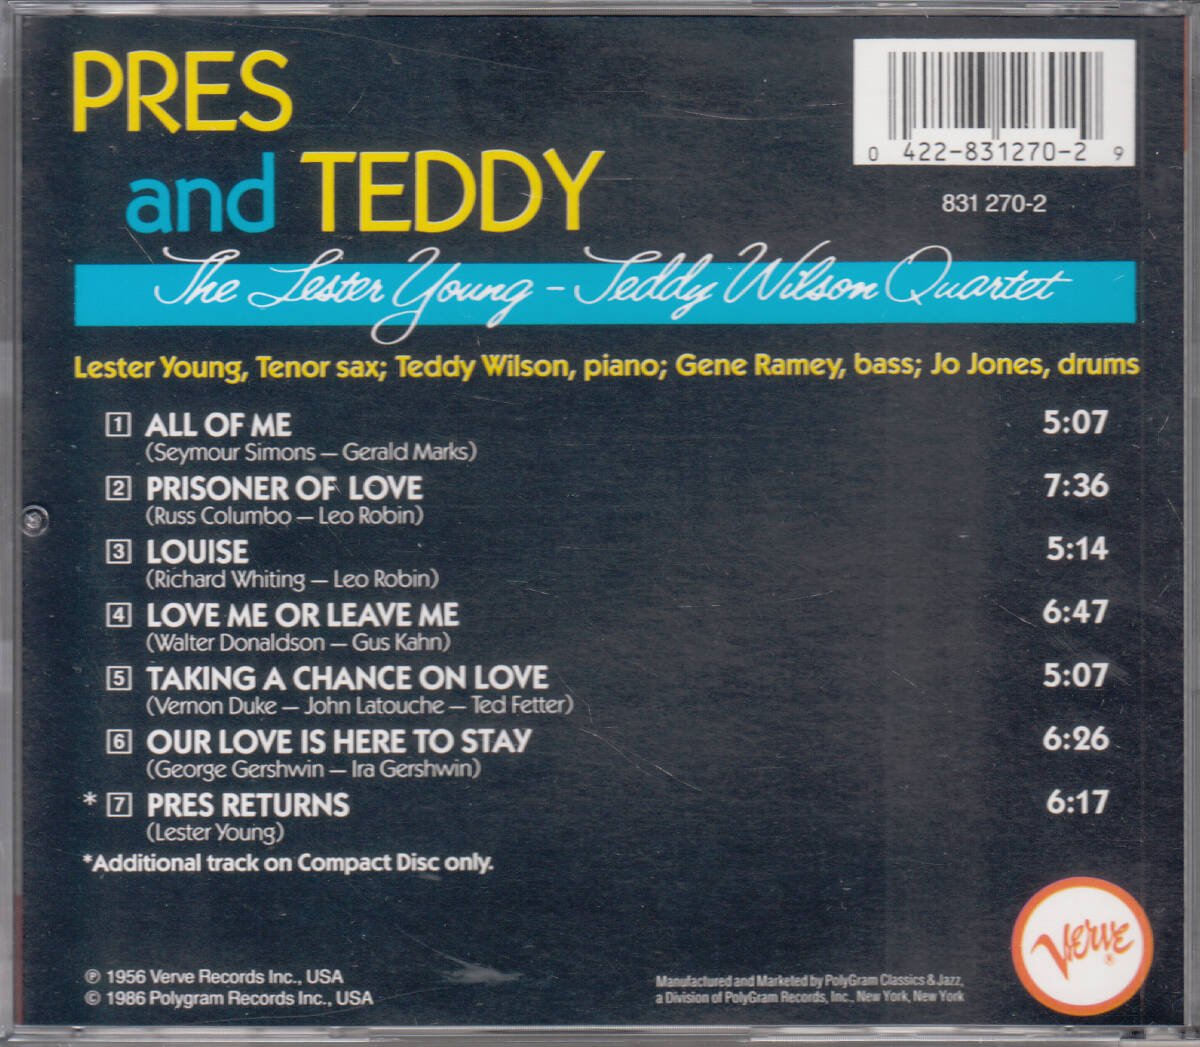 PRES
and TEDDY
0 422-831270-2 9
831 270-2
The Lester Young - Teddy Wilson Quartet
Lester Young, Tenor sax; Teddy Wilson, piano; Gene Ramey, bass; Jo Jones, drums
1 ALL OF ME 5:07
(Seymour Simons — Gerald Marks)
2 PRISONER OF LOVE 7:36
(Russ Columbo — Leo Robin)
3 LOUISE 5:14
(Richard Whiting — Leo Robin)
4 LOVE ME OR LEAVE ME 6:47
(Walter Donaldson — Gus Kahn)
5 TAKING A CHANCE ON LOVE 5:07
(Vernon Duke — John Latouche — Ted Fetter)
6 OUR LOVE IS HERE TO STAY 6:26
(George Gershwin — Ira Gershwin)
* 7 PRES RETURNS 6:17
(Lester Young)
*Additional track on Compact Disc only.
℗ 1956 Verve Records Inc., USA
© 1986 Polygram Records Inc., USA
Manufactured and Marketed by PolyGram Classics & Jazz,
a Division of PolyGram Records, Inc., New York, New York
VERVE ®